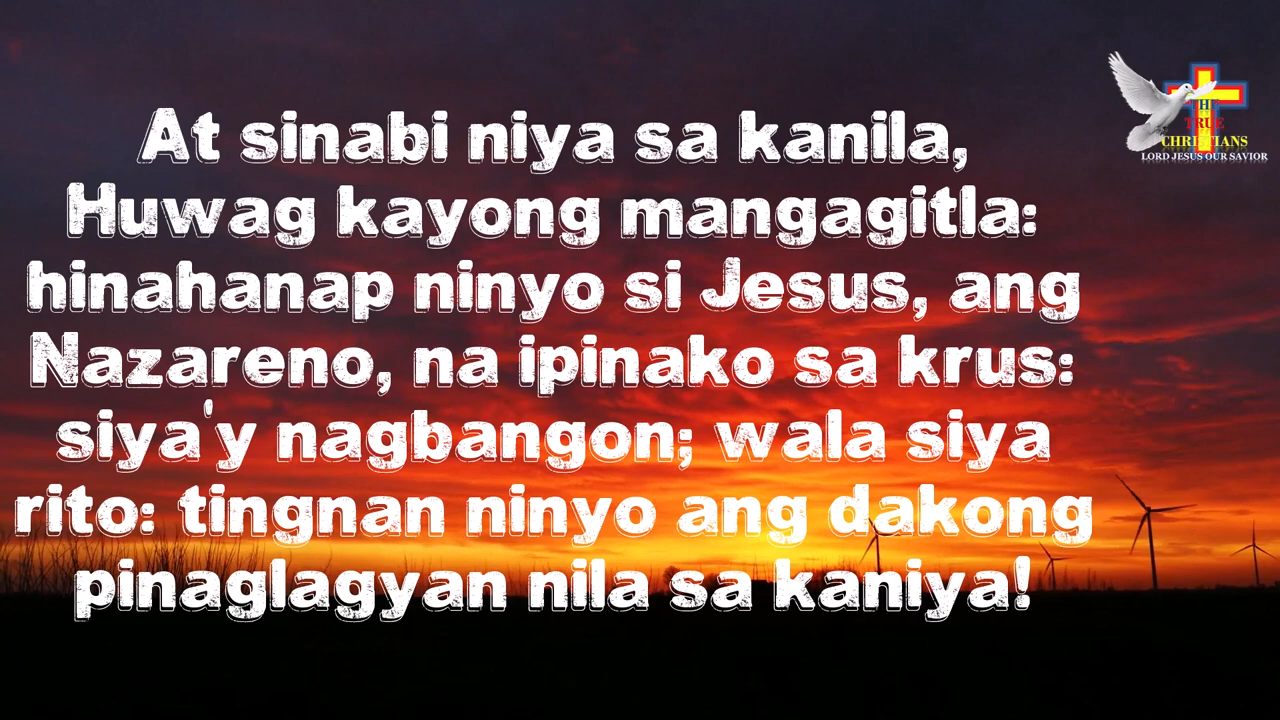 At sinabi niya sa kanila,
Huwag kayong mangagitla:
hinahanap ninyo si Jesus, ang
Nazareno, na ipinako sa krus:
siya'y nagbangon; wala siya
rito: tingnan ninyo ang dakong
pinaglagyan nila sa kaniya!
THE
TRUE
CHRISTIANS
LORD JESUS OUR SAVIOR